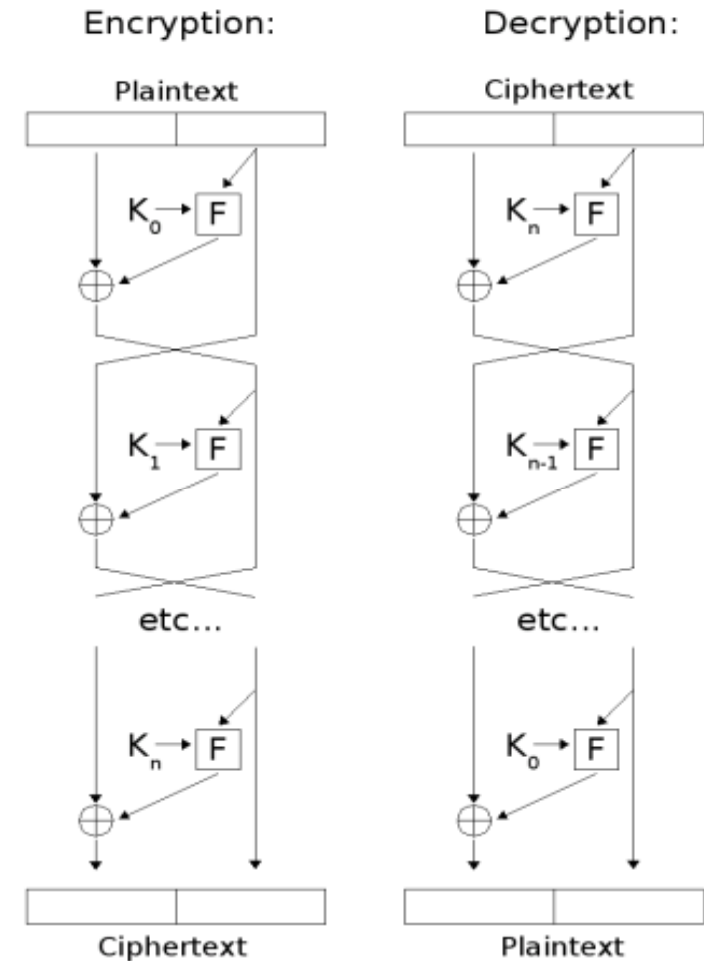 Encryption:
Plaintext
K0 F
K1 F
etc...
Kn F
Ciphertext
Decryption:
Ciphertext
Kn F
Kn-1 F
etc...
K0 F
Plaintext